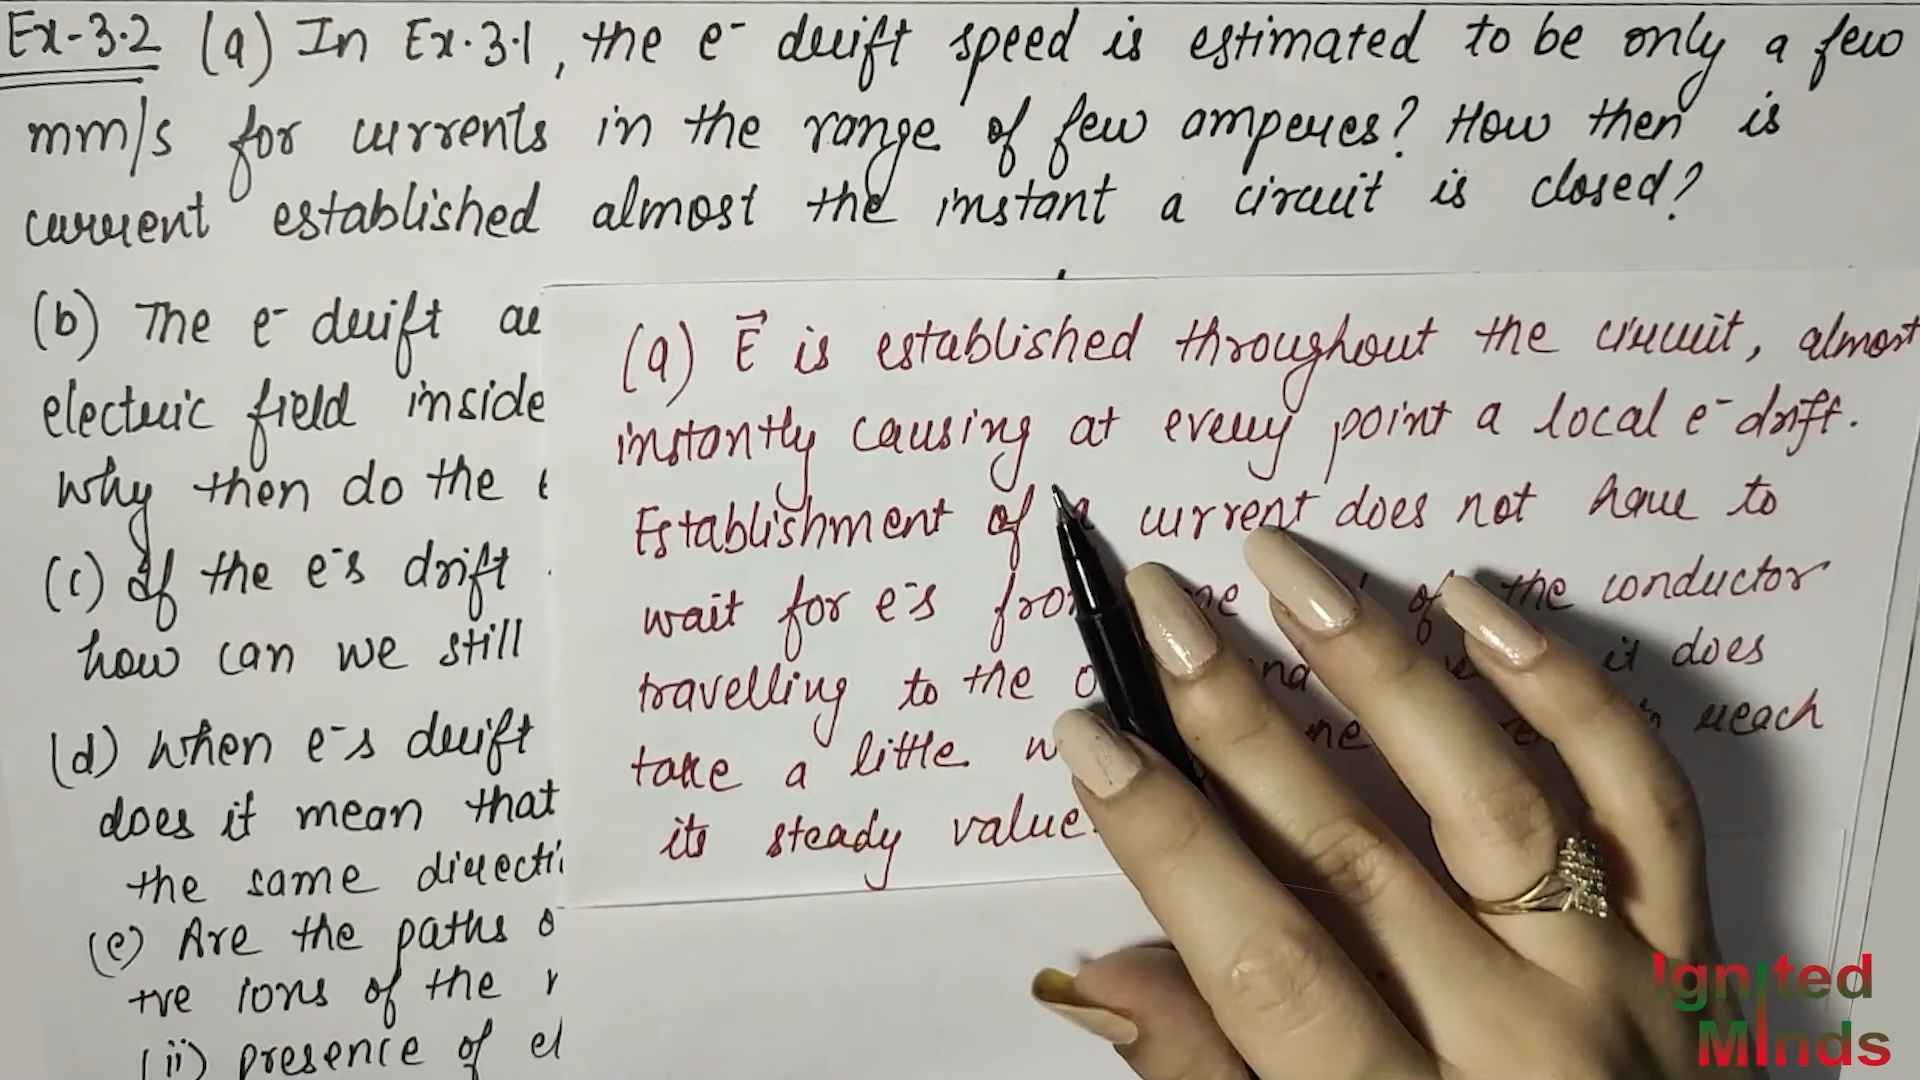 Ex-3.2 (a) In Ex.3.1, the e⁻ drift speed is estimated to be only a few
mm/s for currents in the range of few amperes? How then is
current established almost the instant a circuit is closed?
(b) The e⁻ drift
electric field inside
Why then do the
(c) If the e⁻s drift
how can we still
(d) When e⁻s drift
does it mean that
the same
(e) Are the paths
+ve ions of the
(ii) presence of
(a) E⃗ is established throughout the circuit, almost
instantly causing at every point a local e⁻ drift.
Establishment of a current does not have to
wait for e⁻s of the conductor
travelling to the it does
take a little reach
its steady value.
Ignited
Minds